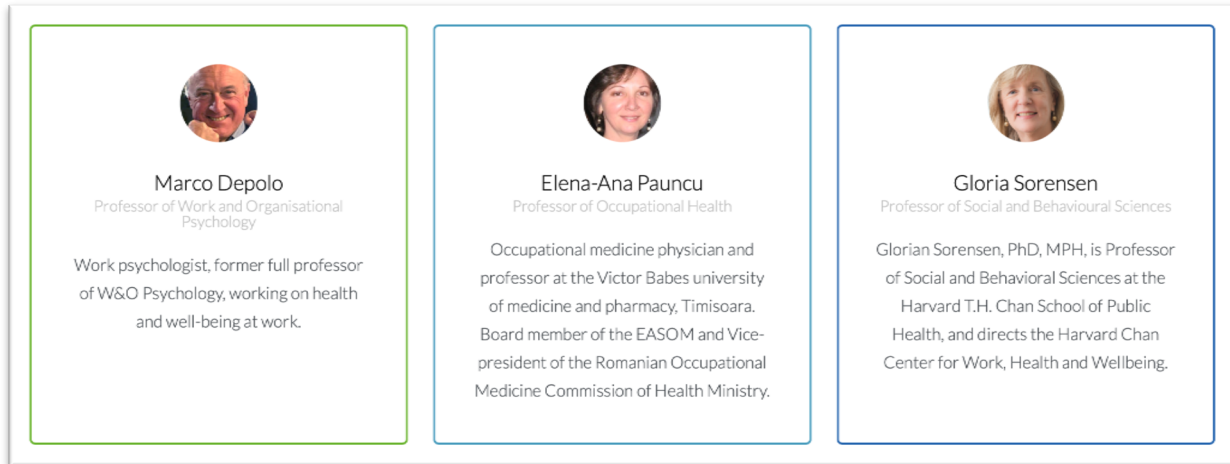 Marco Depolo
Professor of Work and Organisational
Psychology
Work psychologist, former full professor
of W&O Psychology, working on health
and well-being at work.
Elena-Ana Pauncu
Professor of Occupational Health
Occupational medicine physician and
professor at the Victor Babes university
of medicine and pharmacy, Timisoara.
Board member of the EASOM and Vice-
president of the Romanian Occupational
Medicine Commission of Health Ministry.
Gloria Sorensen
Professor of Social and Behavioural Sciences
Glorian Sorensen, PhD, MPH, is Professor
of Social and Behavioral Sciences at the
Harvard T.H. Chan School of Public
Health, and directs the Harvard Chan
Center for Work, Health and Wellbeing.